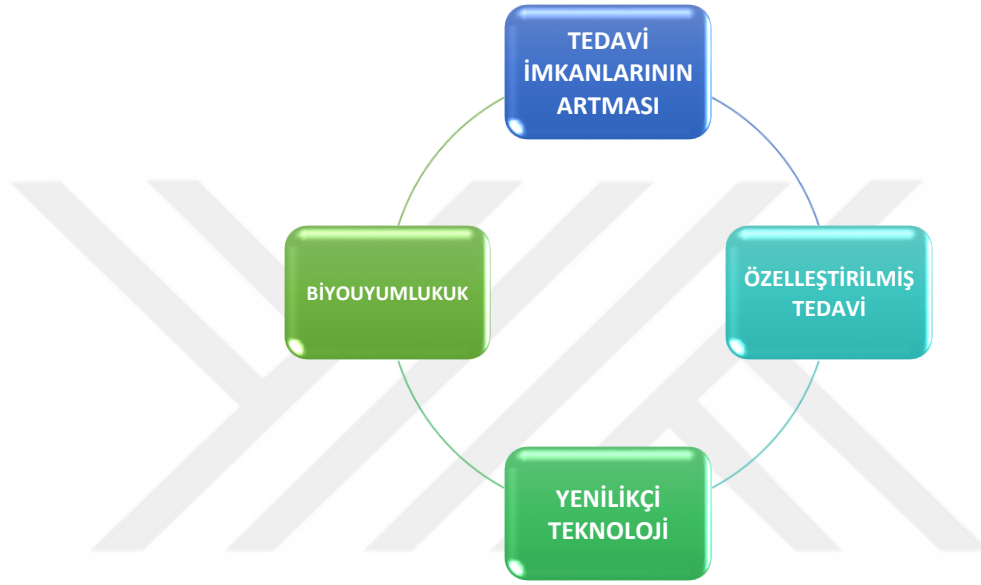 TEDAVİ
İMKANLARININ
ARTMASI
BİYOUYUMLUKUK
ÖZELLEŞTİRİLMİŞ
TEDAVİ
YENİLİKÇİ
TEKNOLOJİ